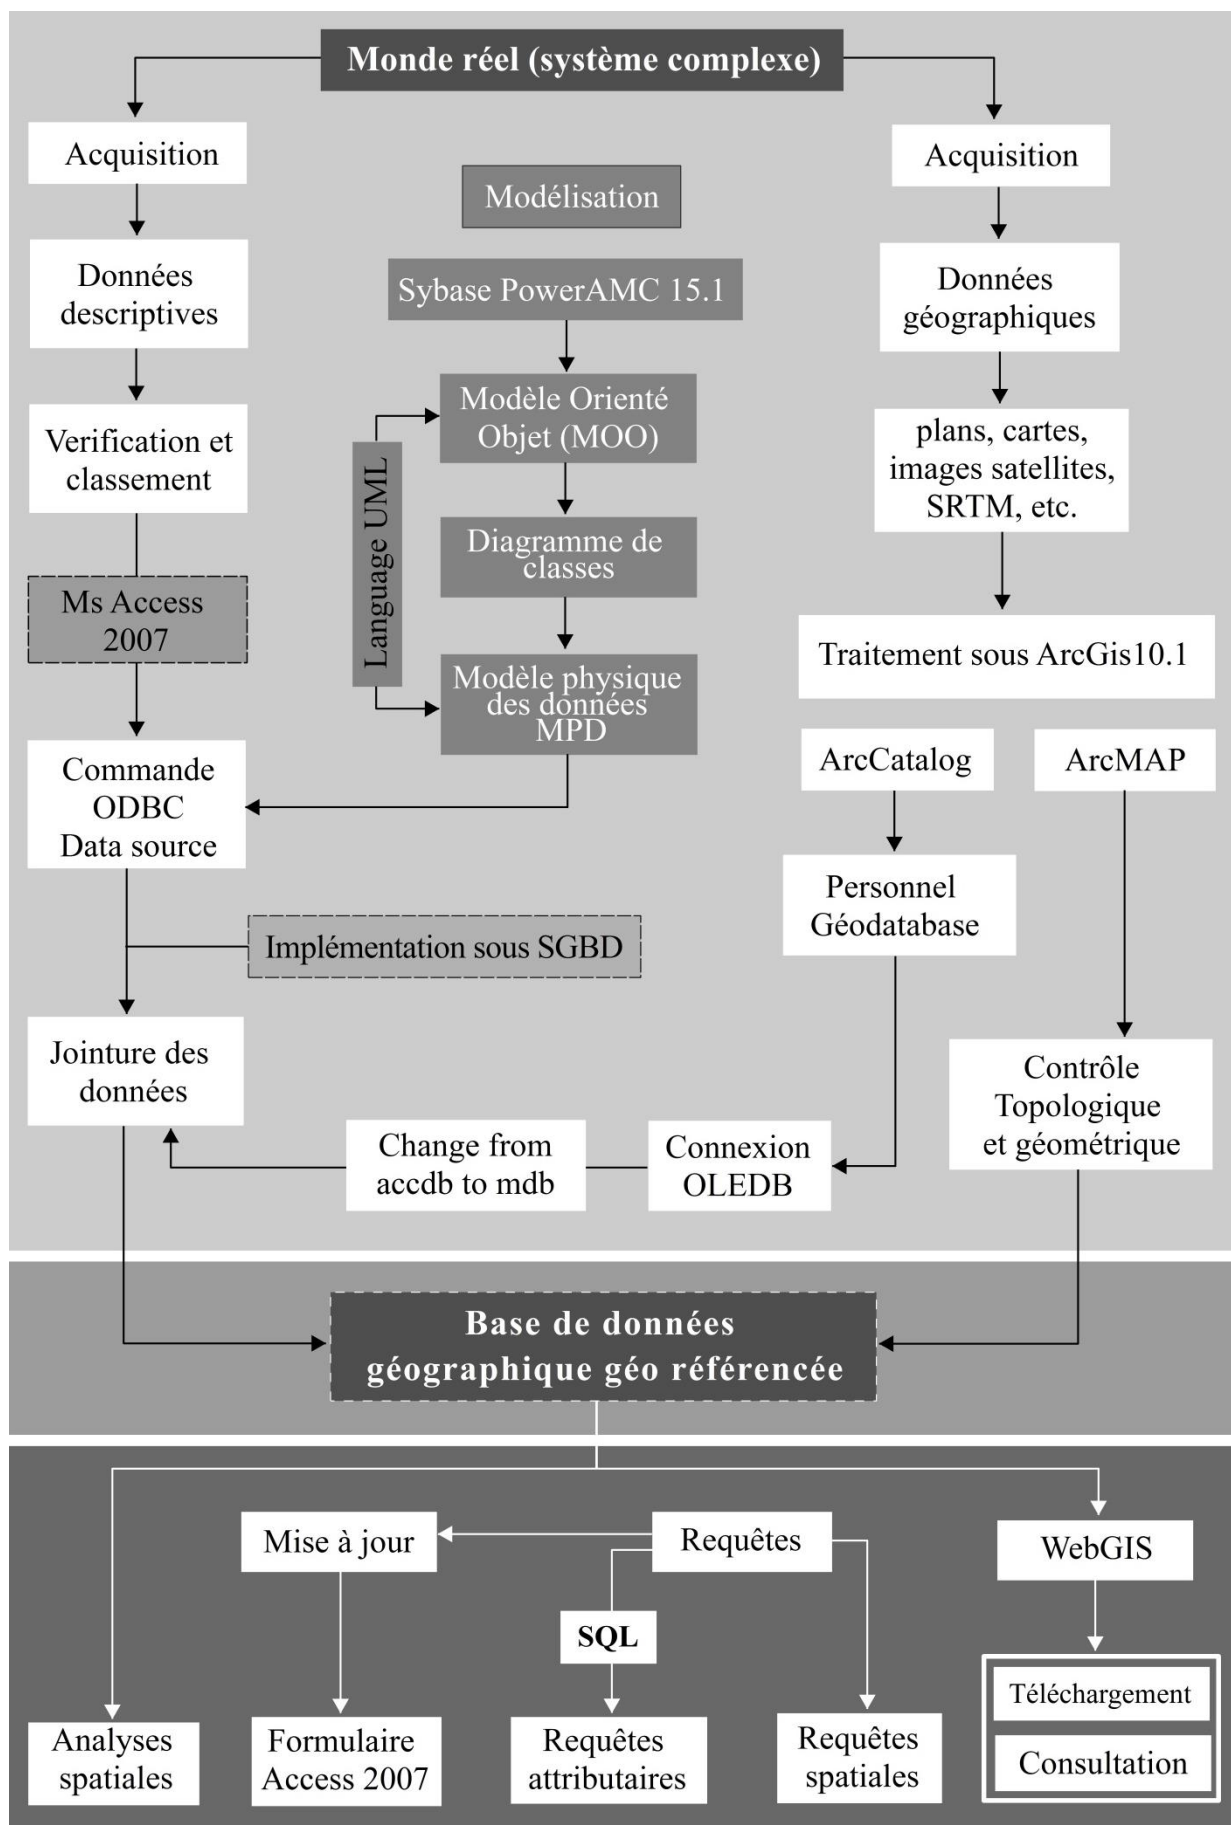 Monde réel (système complexe)
Acquisition
Données
descriptives
Verification et
classement
Ms Access
2007
Commande
ODBC
Data source
Implémentation sous SGBD
Jointure des
données
Modélisation
Sybase PowerAMC 15.1
Modèle Orienté
Objet (MOO)
Language UML
Diagramme de
classes
Modèle physique
des données
MPD
Acquisition
Données
géographiques
plans, cartes,
images satellites,
SRTM, etc.
Traitement sous ArcGis10.1
ArcCatalog
ArcMAP
Personnel
Géodatabase
Contrôle
Topologique
et géométrique
Connexion
OLEDB
Change from
accdb to mdb
Base de données
géographique géo référencée
Mise à jour
Requêtes
WebGIS
SQL
Analyses
spatiales
Formulaire
Access 2007
Requêtes
attributaires
Requêtes
spatiales
Téléchargement
Consultation